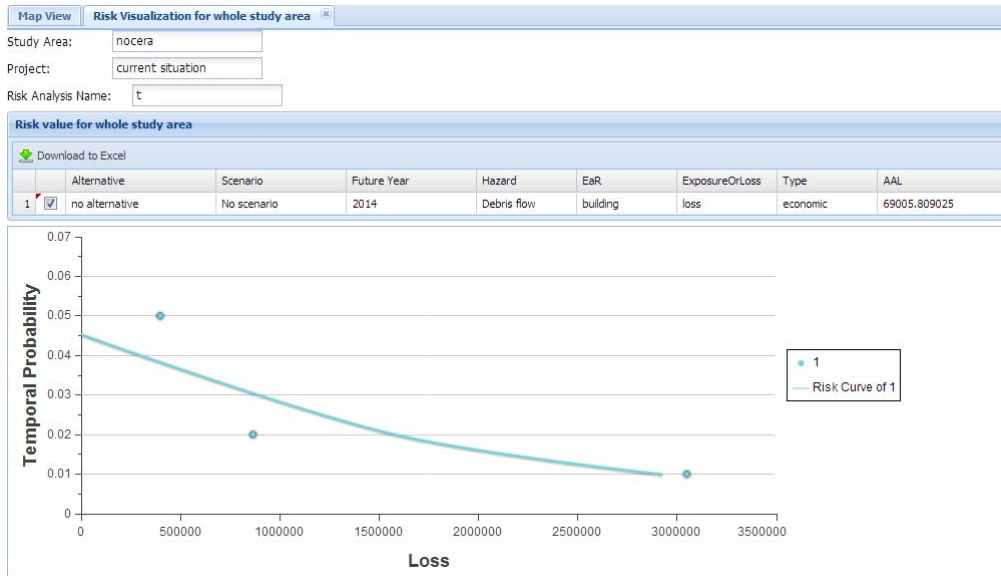 Map View Risk Visualization for whole study area
Study Area: nocera
Project: current situation
Risk Analysis Name: t
Risk value for whole study area
Download to Excel
Alternative Scenario Future Year Hazard EaR ExposureOrLoss Type AAL
1 no alternative No scenario 2014 Debris flow building loss economic 69005.809025
0.07
0.06
0.05
0.04
0.03
0.02
0.01
0
Temporal Probability
0 500000 1000000 1500000 2000000 2500000 3000000 3500000
Loss
1
Risk Curve of 1